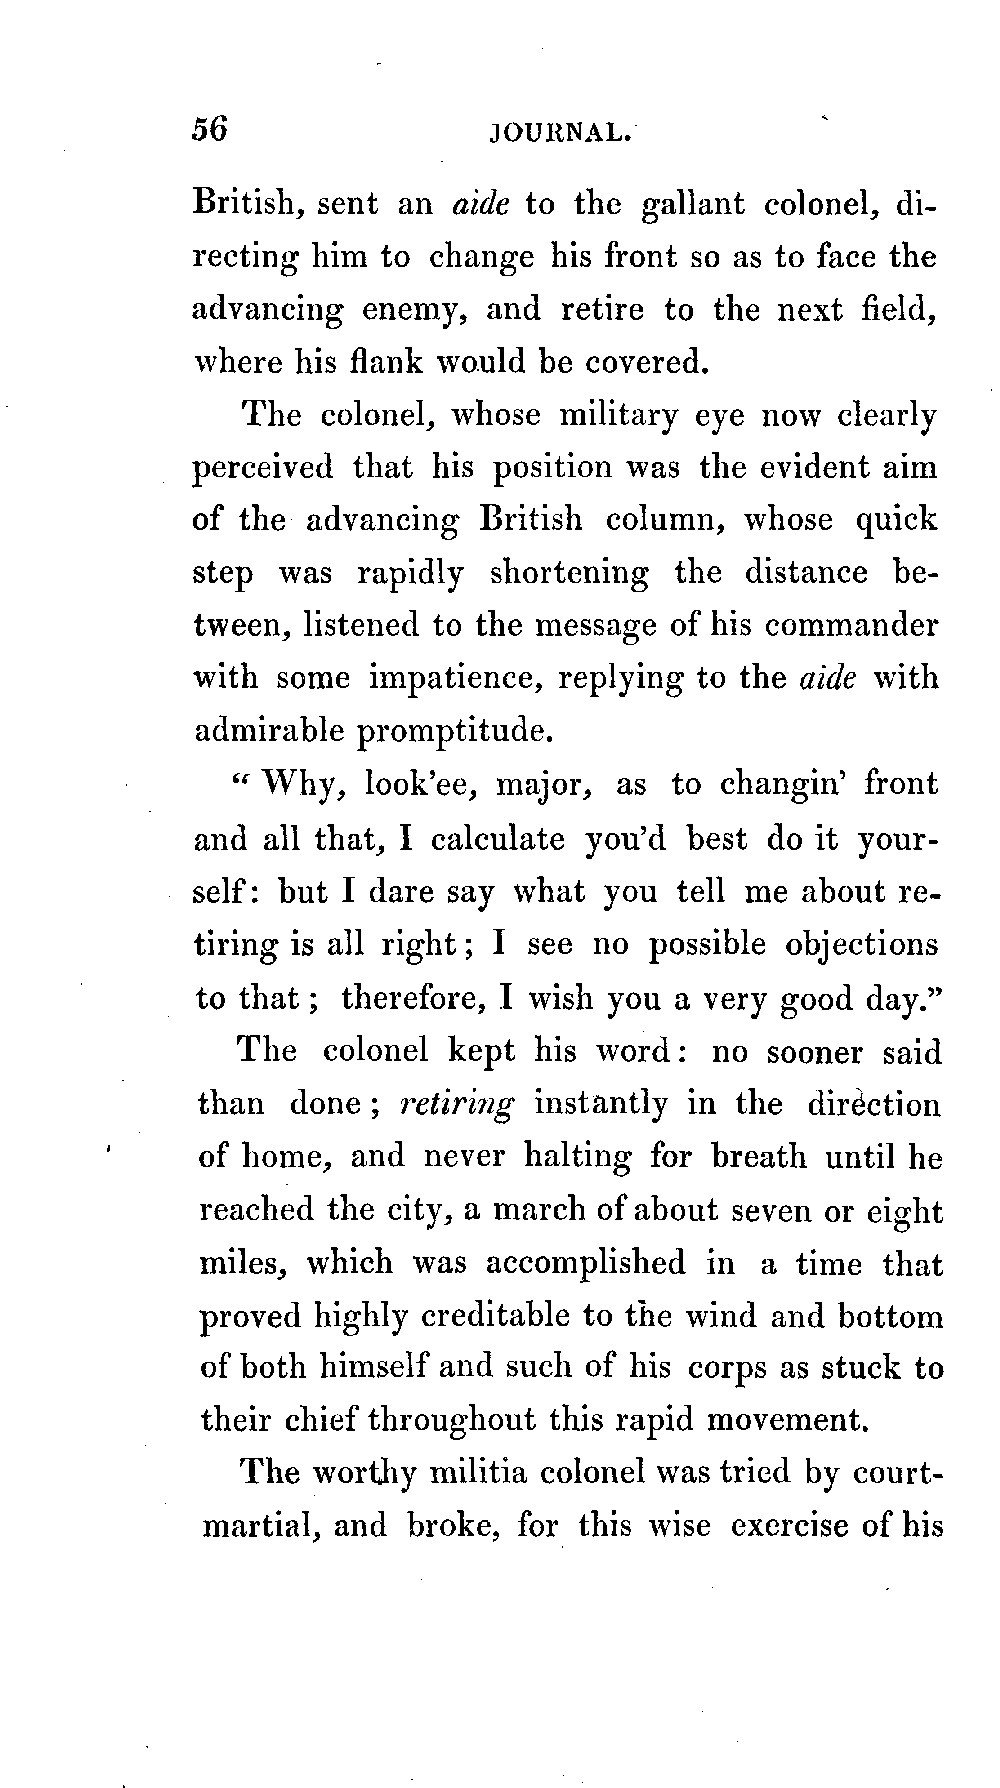 56 JOURNAL.
British, sent an aide to the gallant colonel, di-
recting him to change his front so as to face the
advancing enemy, and retire to the next field,
where his flank would be covered.
The colonel, whose military eye now clearly
perceived that his position was the evident aim
of the advancing British column, whose quick
step was rapidly shortening the distance be-
tween, listened to the message of his commander
with some impatience, replying to the aide with
admirable promptitude.
“ Why, look’ee, major, as to changin’ front
and all that, I calculate you’d best do it your-
self: but I dare say what you tell me about re-
tiring is all right ; I see no possible objections
to that ; therefore, I wish you a very good day.”
The colonel kept his word : no sooner said
than done ; retiring instantly in the direction
of home, and never halting for breath until he
reached the city, a march of about seven or eight
miles, which was accomplished in a time that
proved highly creditable to the wind and bottom
of both himself and such of his corps as stuck to
their chief throughout this rapid movement.
The worthy militia colonel was tried by court-
martial, and broke, for this wise exercise of his